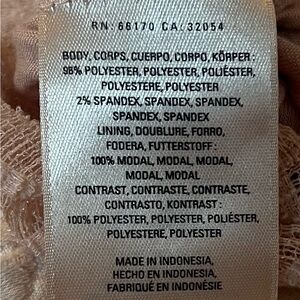 RN: 66170 CA: 32054
BODY, CORPS, CUERPO, CORPO, KÖRPER :
98% POLYESTER, POLYESTER, POLIÉSTER,
POLYESTERE, POLYESTER
2% SPANDEX, SPANDEX, SPANDEX,
SPANDEX, SPANDEX
LINING, DOUBLURE, FORRO,
FODERA, FUTTERSTOFF :
100% MODAL, MODAL, MODAL,
MODAL, MODAL
CONTRAST, CONTRASTE, CONTRASTE,
CONTRASTO, KONTRAST :
100% POLYESTER, POLYESTER, POLIÉSTER,
POLYESTERE, POLYESTER
MADE IN INDONESIA,
HECHO EN INDONESIA,
FABRIQUÉ EN INDONÉSIE